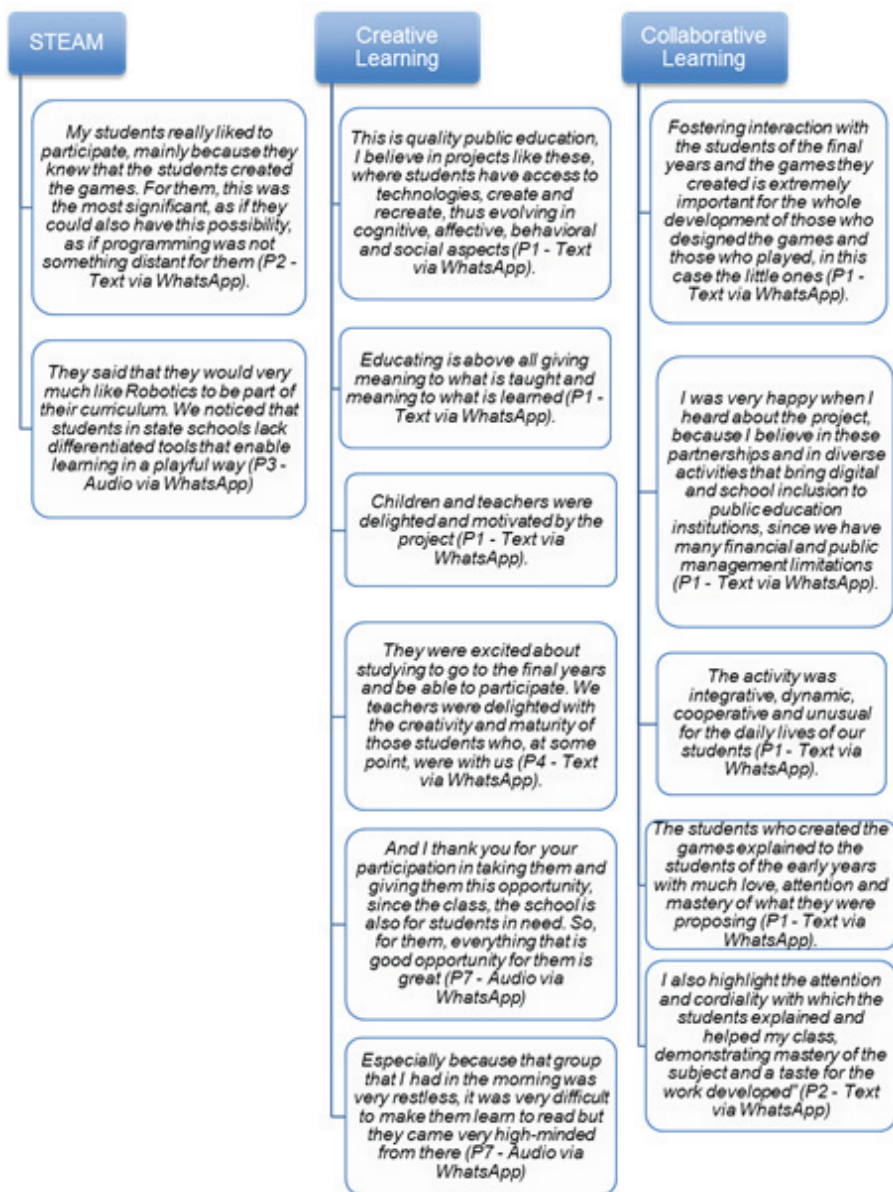 STEAM
My students really liked to
participate, mainly because they
knew that the students created
the games. For them, this was
the most significant, as if they
could also have this possibility,
as if programming was not
something distant for them (P2 -
Text via WhatsApp).
They said that they would very
much like Robotics to be part of
their curriculum. We noticed that
students in state schools lack
differentiated tools that enable
learning in a playful way (P3 -
Audio via WhatsApp)
Creative
Learning
This is quality public education,
I believe in projects like these,
where students have access to
technologies, create and
recreate, thus evolving in
cognitive, affective, behavioral
and social aspects (P1 - Text
via WhatsApp).
Educating is above all giving
meaning to what is taught and
meaning to what is learned (P1
- Text via WhatsApp).
Children and teachers were
delighted and motivated by the
project (P1 - Text via
WhatsApp).
They were excited about
studying to go to the final years
and be able to participate. We
teachers were delighted with
the creativity and maturity of
those students who, at some
point, were with us (P4 - Text
via WhatsApp).
And I thank you for your
participation in taking them and
giving them this opportunity,
since the class, the school is
also for students in need. So,
for them, everything that is
good opportunity for them is
great (P7 - Audio via
WhatsApp)
Especially because that group
that I had in the morning was
very restless, it was very difficult
to make them learn to read but
they came very high-minded
from there (P7 - Audio via
WhatsApp)
Collaborative
Learning
Fostering interaction with
the students of the final
years and the games they
created is extremely
important for the whole
development of those who
designed the games and
those who played, in this
case the little ones (P1 -
Text via WhatsApp).
I was very happy when I
heard about the project,
because I believe in these
partnerships and in diverse
activities that bring digital
and school inclusion to
public education
institutions, since we have
many financial and public
management limitations
(P1 - Text via WhatsApp).
The activity was
integrative, dynamic,
cooperative and unusual
for the daily lives of our
students (P1 - Text via
WhatsApp).
The students who created the
games explained to the
students of the early years
with much love, attention and
mastery of what they were
proposing (P1 - Text via
WhatsApp).
I also highlight the attention
and cordiality with which the
students explained and
helped my class,
demonstrating mastery of the
subject and a taste for the
work developed" (P2 - Text
via WhatsApp)